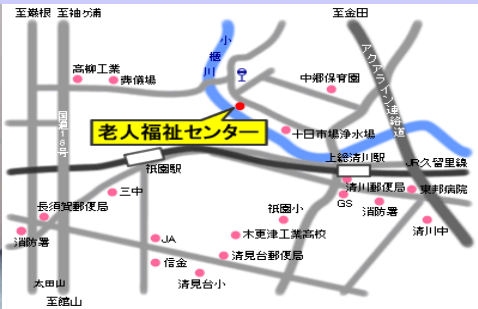 至巌根
至袖ヶ浦
至金田
小櫃川
高柳工業
葬儀場
中郷保育園
アクアライン連絡道
国道16号
老人福祉センター
十日市場浄水場
上総清川駅
JR久留里線
祇園駅
清川郵便局
東邦病院
三中
GS
消防署
長須賀郵便局
祇園小
清川中
消防署
JA
木更津工業高校
信金
清見台郵便局
太田山
清見台小
至館山